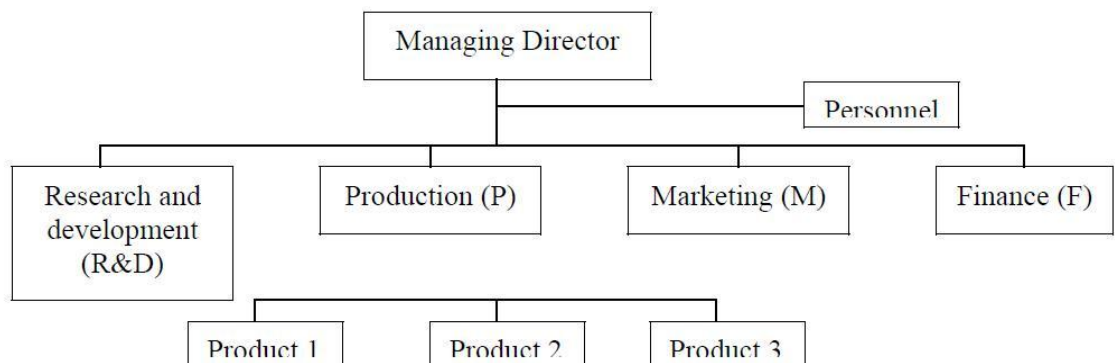 Managing Director
Personnel
Research and
development
(R&D)
Production (P)
Marketing (M)
Finance (F)
Product 1
Product 2
Product 3